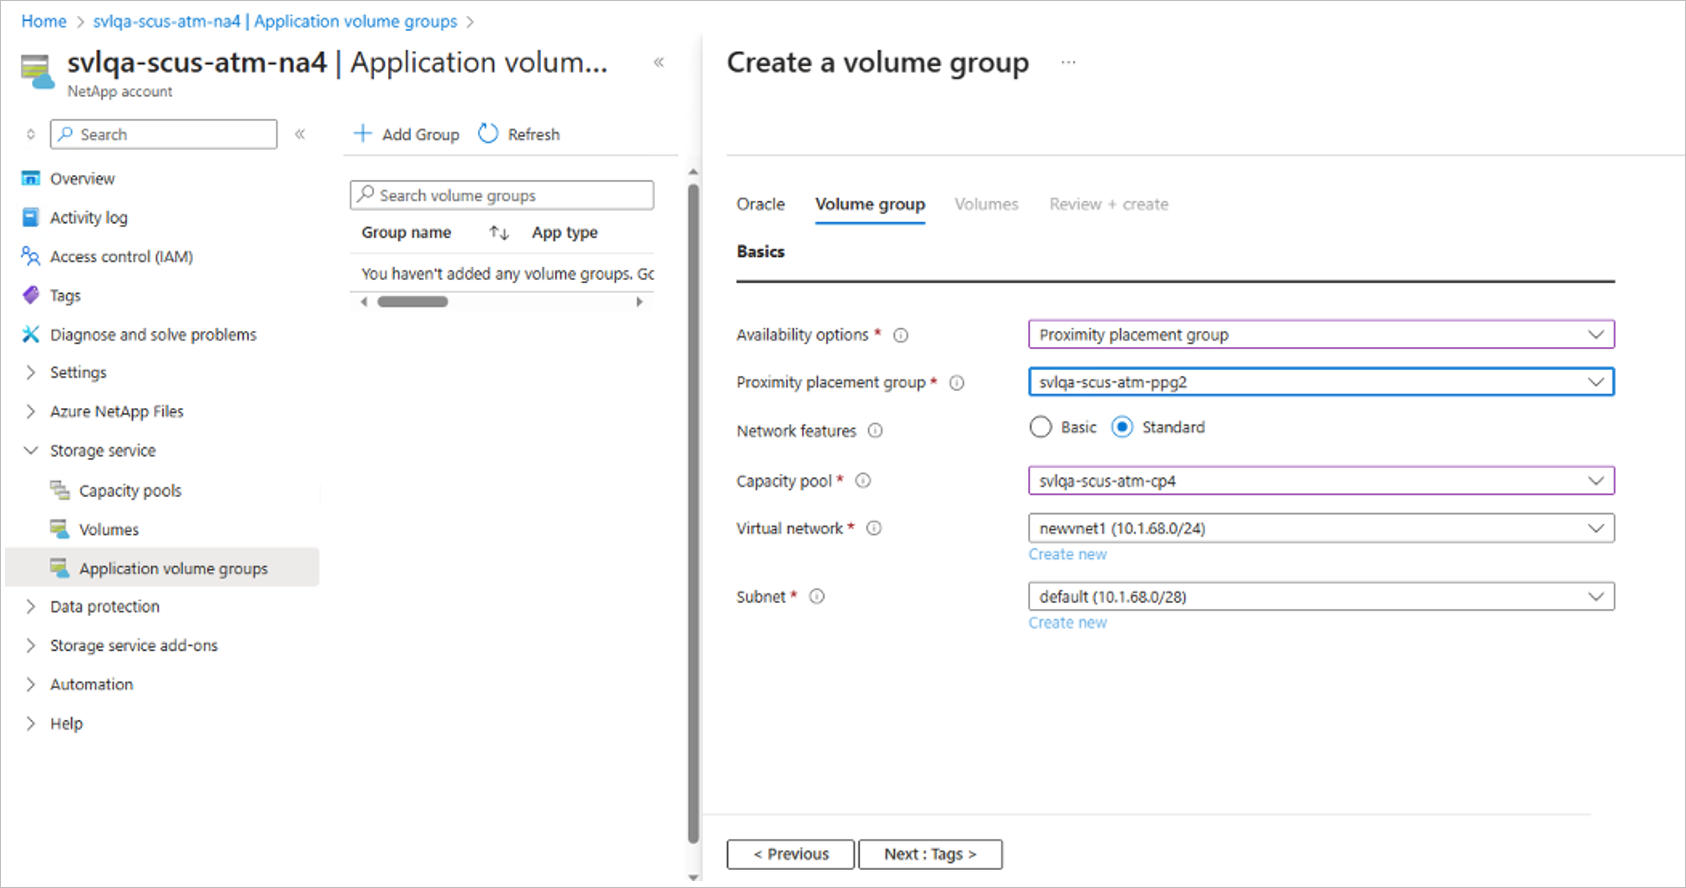 Home > svlqa-scus-atm-na4 | Application volume groups >
svlqa-scus-atm-na4 | Application volum... «
NetApp account
Search «
Overview
Activity log
Access control (IAM)
Tags
Diagnose and solve problems
Settings
Azure NetApp Files
Storage service
Capacity pools
Volumes
Application volume groups
Data protection
Storage service add-ons
Automation
Help
+ Add Group Refresh
Search volume groups
Group name ↑↓ App type
You haven't added any volume groups. Gc
Create a volume group ...
Oracle Volume group Volumes Review + create
Basics
Availability options * Proximity placement group
Proximity placement group * svlqa-scus-atm-ppg2
Network features Basic Standard
Capacity pool * svlqa-scus-atm-cp4
Virtual network * newvnet1 (10.1.68.0/24)
Create new
Subnet * default (10.1.68.0/28)
Create new
< Previous Next : Tags >